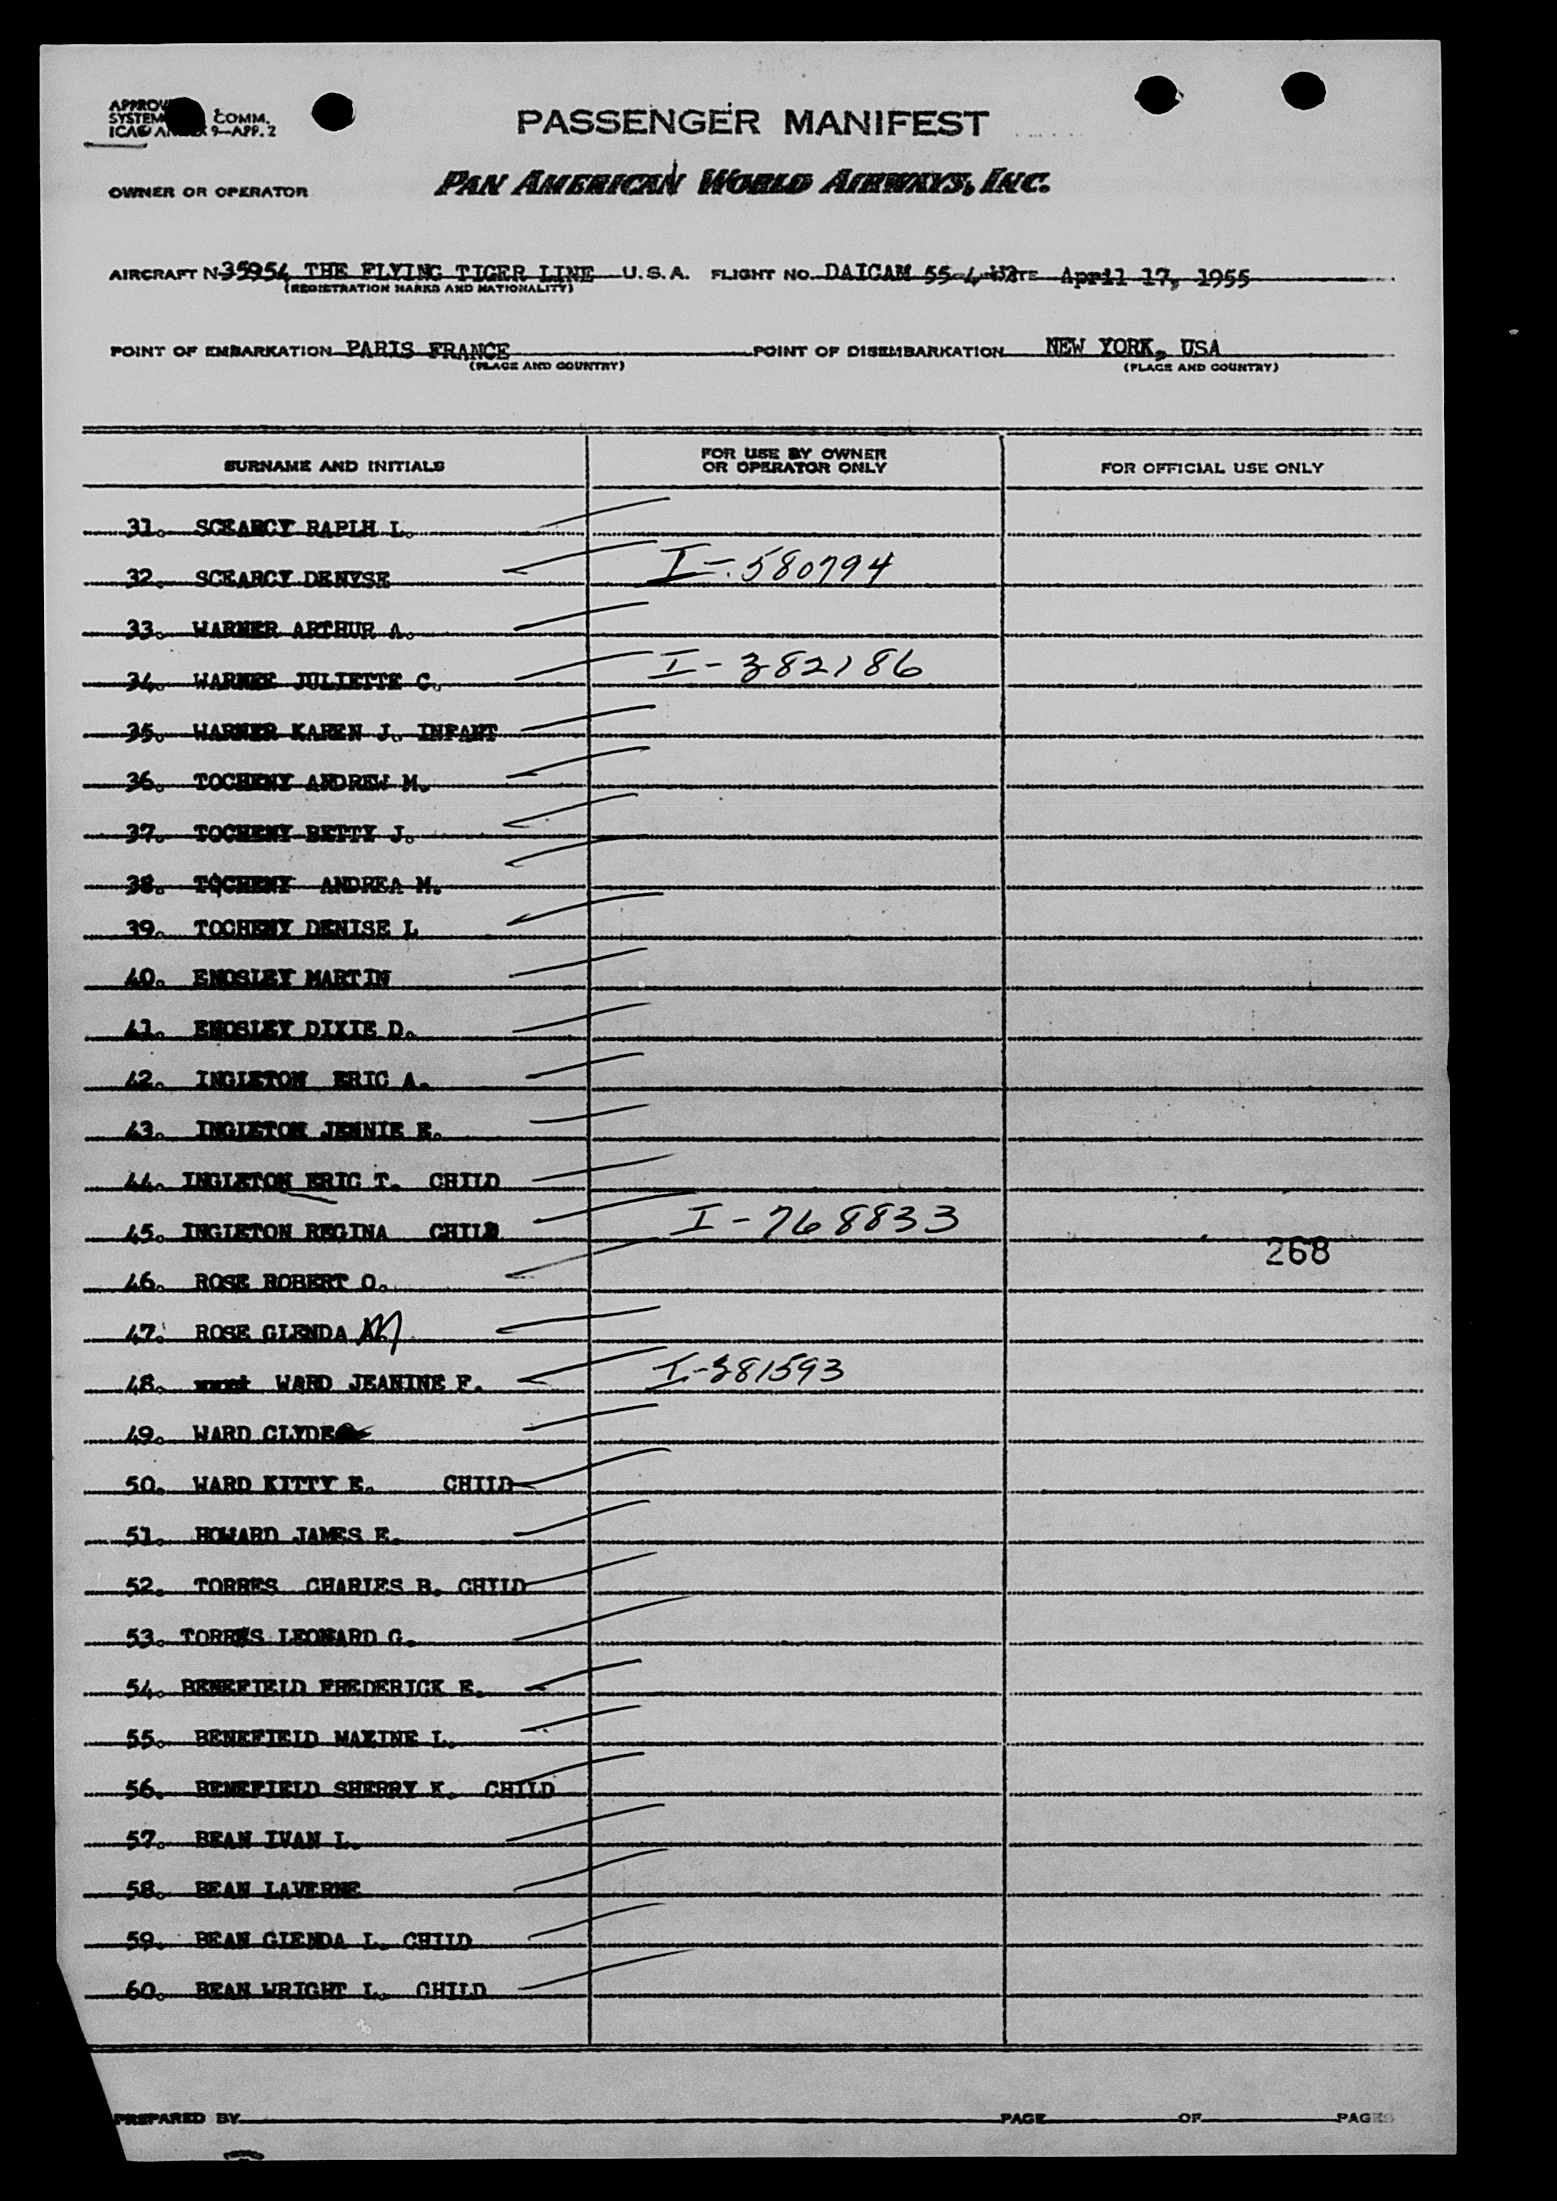 PASSENGER MANIFEST
COMM.
9—APP. 2
OWNER OR OPERATOR
PAN AMERICAN WORLD AIRWAYS, INC.
AIRCRAFT N-35954 THE FLYING TIGER LINE U.S.A. FLIGHT NO. DAICAM 55-4 April 17, 1955
(REGISTRATION MARKS AND NATIONALITY)
POINT OF EMBARKATION PARIS FRANCE POINT OF DISEMBARKATION NEW YORK, USA
(PLACE AND COUNTRY) (PLACE AND COUNTRY)
SURNAME AND INITIALS FOR USE BY OWNER OR OPERATOR ONLY FOR OFFICIAL USE ONLY
31. SCEARCY RAPLH L.
32. SCEARCY DENYSE I-580794
33. WARNER ARTHUR A.
34. WARNER JULIETTE C. I-382186
35. WARNER KAREN J. INFANT
36. TOCHENY ANDREW M.
37. TOCHENY BETTY J.
38. TOCHENY ANDREA M.
39. TOCHENY DENISE L
40. ENOSLEY MARTIN
41. ENOSLEY DIXIE D.
42. INGLETON ERIC A.
43. INGLETON JENNIE E.
44. INGLETON ERIC T. CHILD
45. INGLETON REGINA CHILD I-768833
268
46. ROSE ROBERT O.
47. ROSE GLENDA M
48. WARD JEANINE F. I-381593
49. WARD CLYDE
50. WARD KITTY E. CHILD
51. HOWARD JAMES E.
52. TORRES CHARLES B. CHILD
53. TORRES LEONARD G.
54. BENEFIELD FREDERICK E.
55. BENEFIELD MAXINE L.
56. BENEFIELD SHERRY K. CHILD
57. BEAN IVAN L.
58. BEAN LAVERNE
59. BEAN GLENDA L. CHILD
60. BEAN WRIGHT L. CHILD
PREPARED BY PAGE OF PAGES